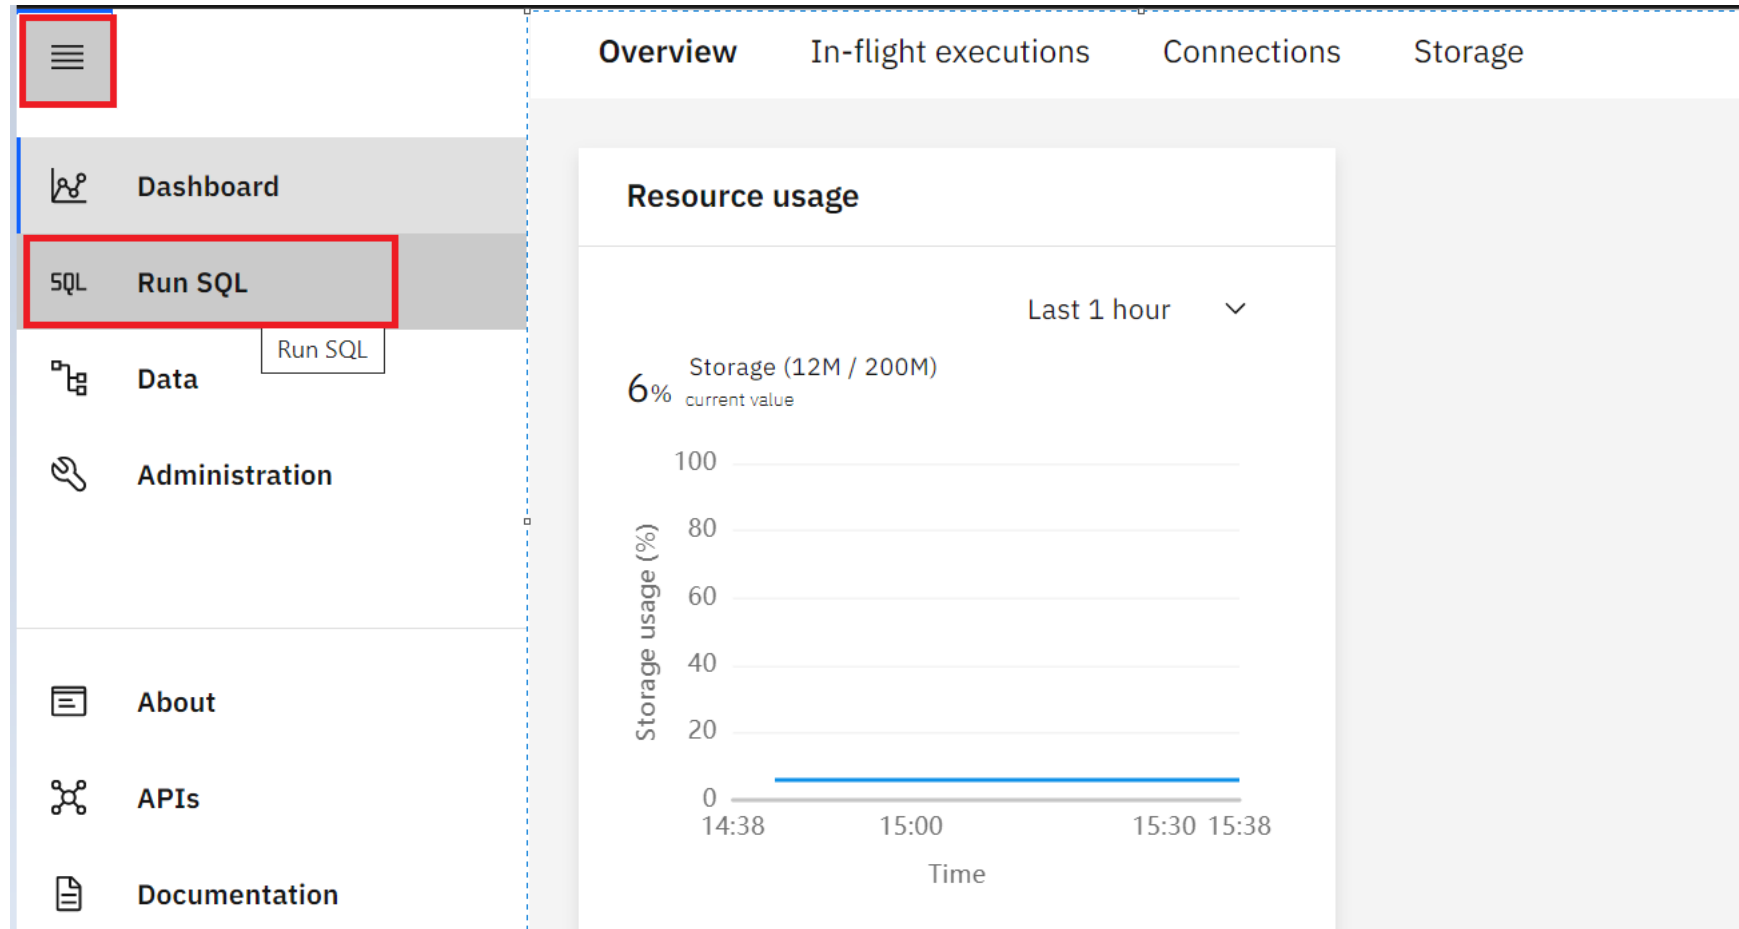 Overview In-flight executions Connections Storage
Dashboard
SQL Run SQL
Run SQL
Data
Administration
About
APIs
Documentation
Resource usage
Last 1 hour
6% Storage (12M / 200M)
current value
100
80
60
40
20
0
Storage usage (%)
14:38 15:00 15:30 15:38
Time